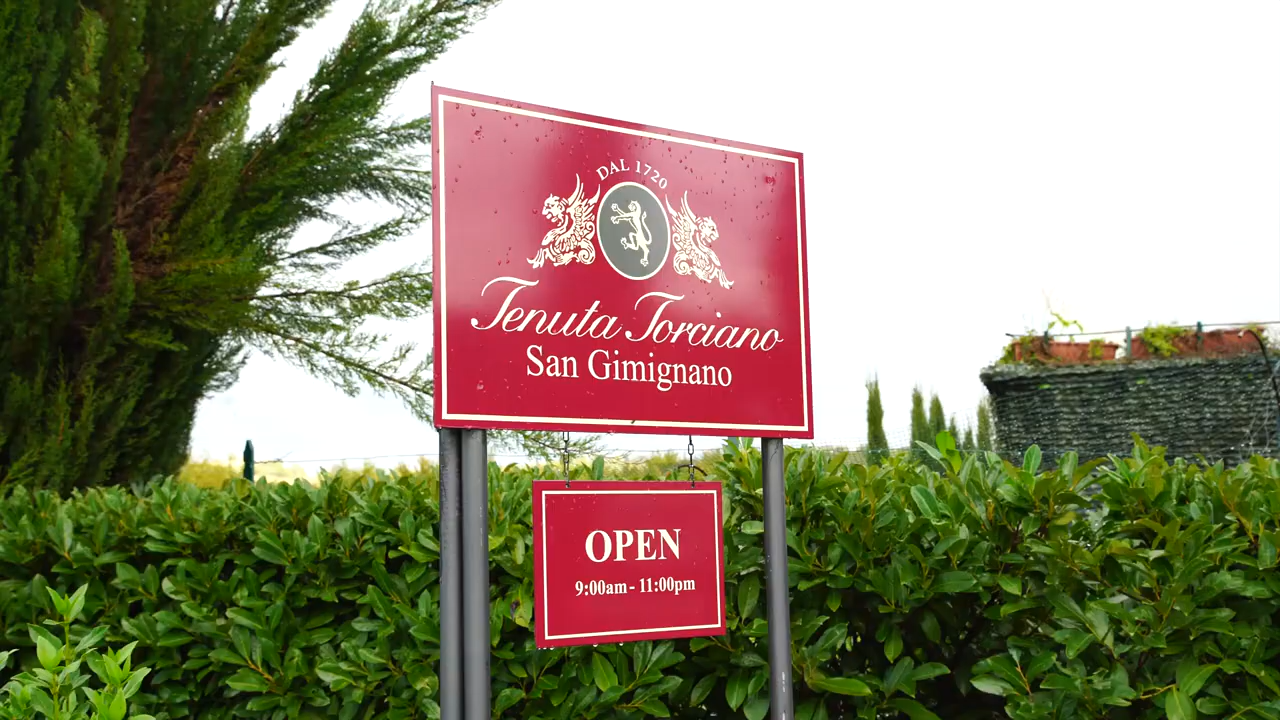 DAL 1720
Tenuta Torciano
San Gimignano
OPEN
9:00am - 11:00pm